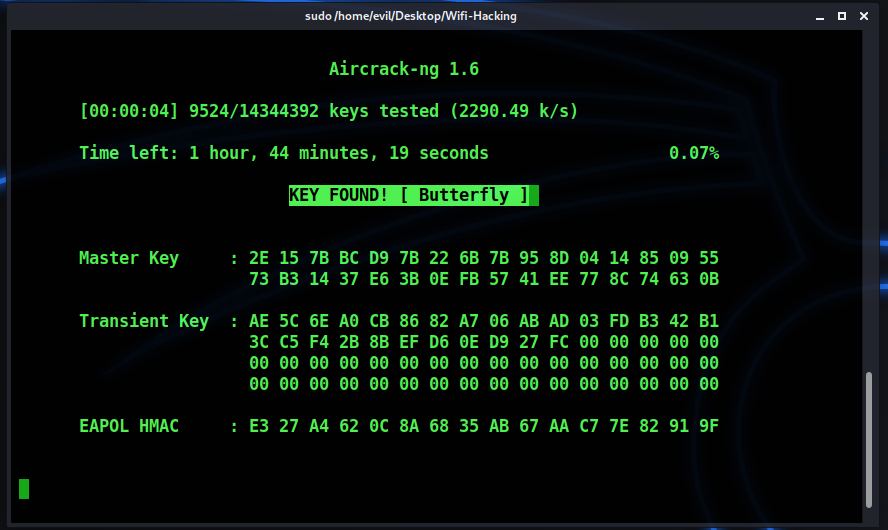 sudo /home/evil/Desktop/Wifi-Hacking
Aircrack-ng 1.6
[00:00:04] 9524/14344392 keys tested (2290.49 k/s)
Time left: 1 hour, 44 minutes, 19 seconds 0.07%
KEY FOUND! [ Butterfly ]
Master Key : 2E 15 7B BC D9 7B 22 6B 7B 95 8D 04 14 85 09 55
73 B3 14 37 E6 3B 0E FB 57 41 EE 77 8C 74 63 0B
Transient Key : AE 5C 6E A0 CB 86 82 A7 06 AB AD 03 FD B3 42 B1
3C C5 F4 2B 8B EF D6 0E D9 27 FC 00 00 00 00 00
00 00 00 00 00 00 00 00 00 00 00 00 00 00 00 00
00 00 00 00 00 00 00 00 00 00 00 00 00 00 00 00
EAPOL HMAC : E3 27 A4 62 0C 8A 68 35 AB 67 AA C7 7E 82 91 9F